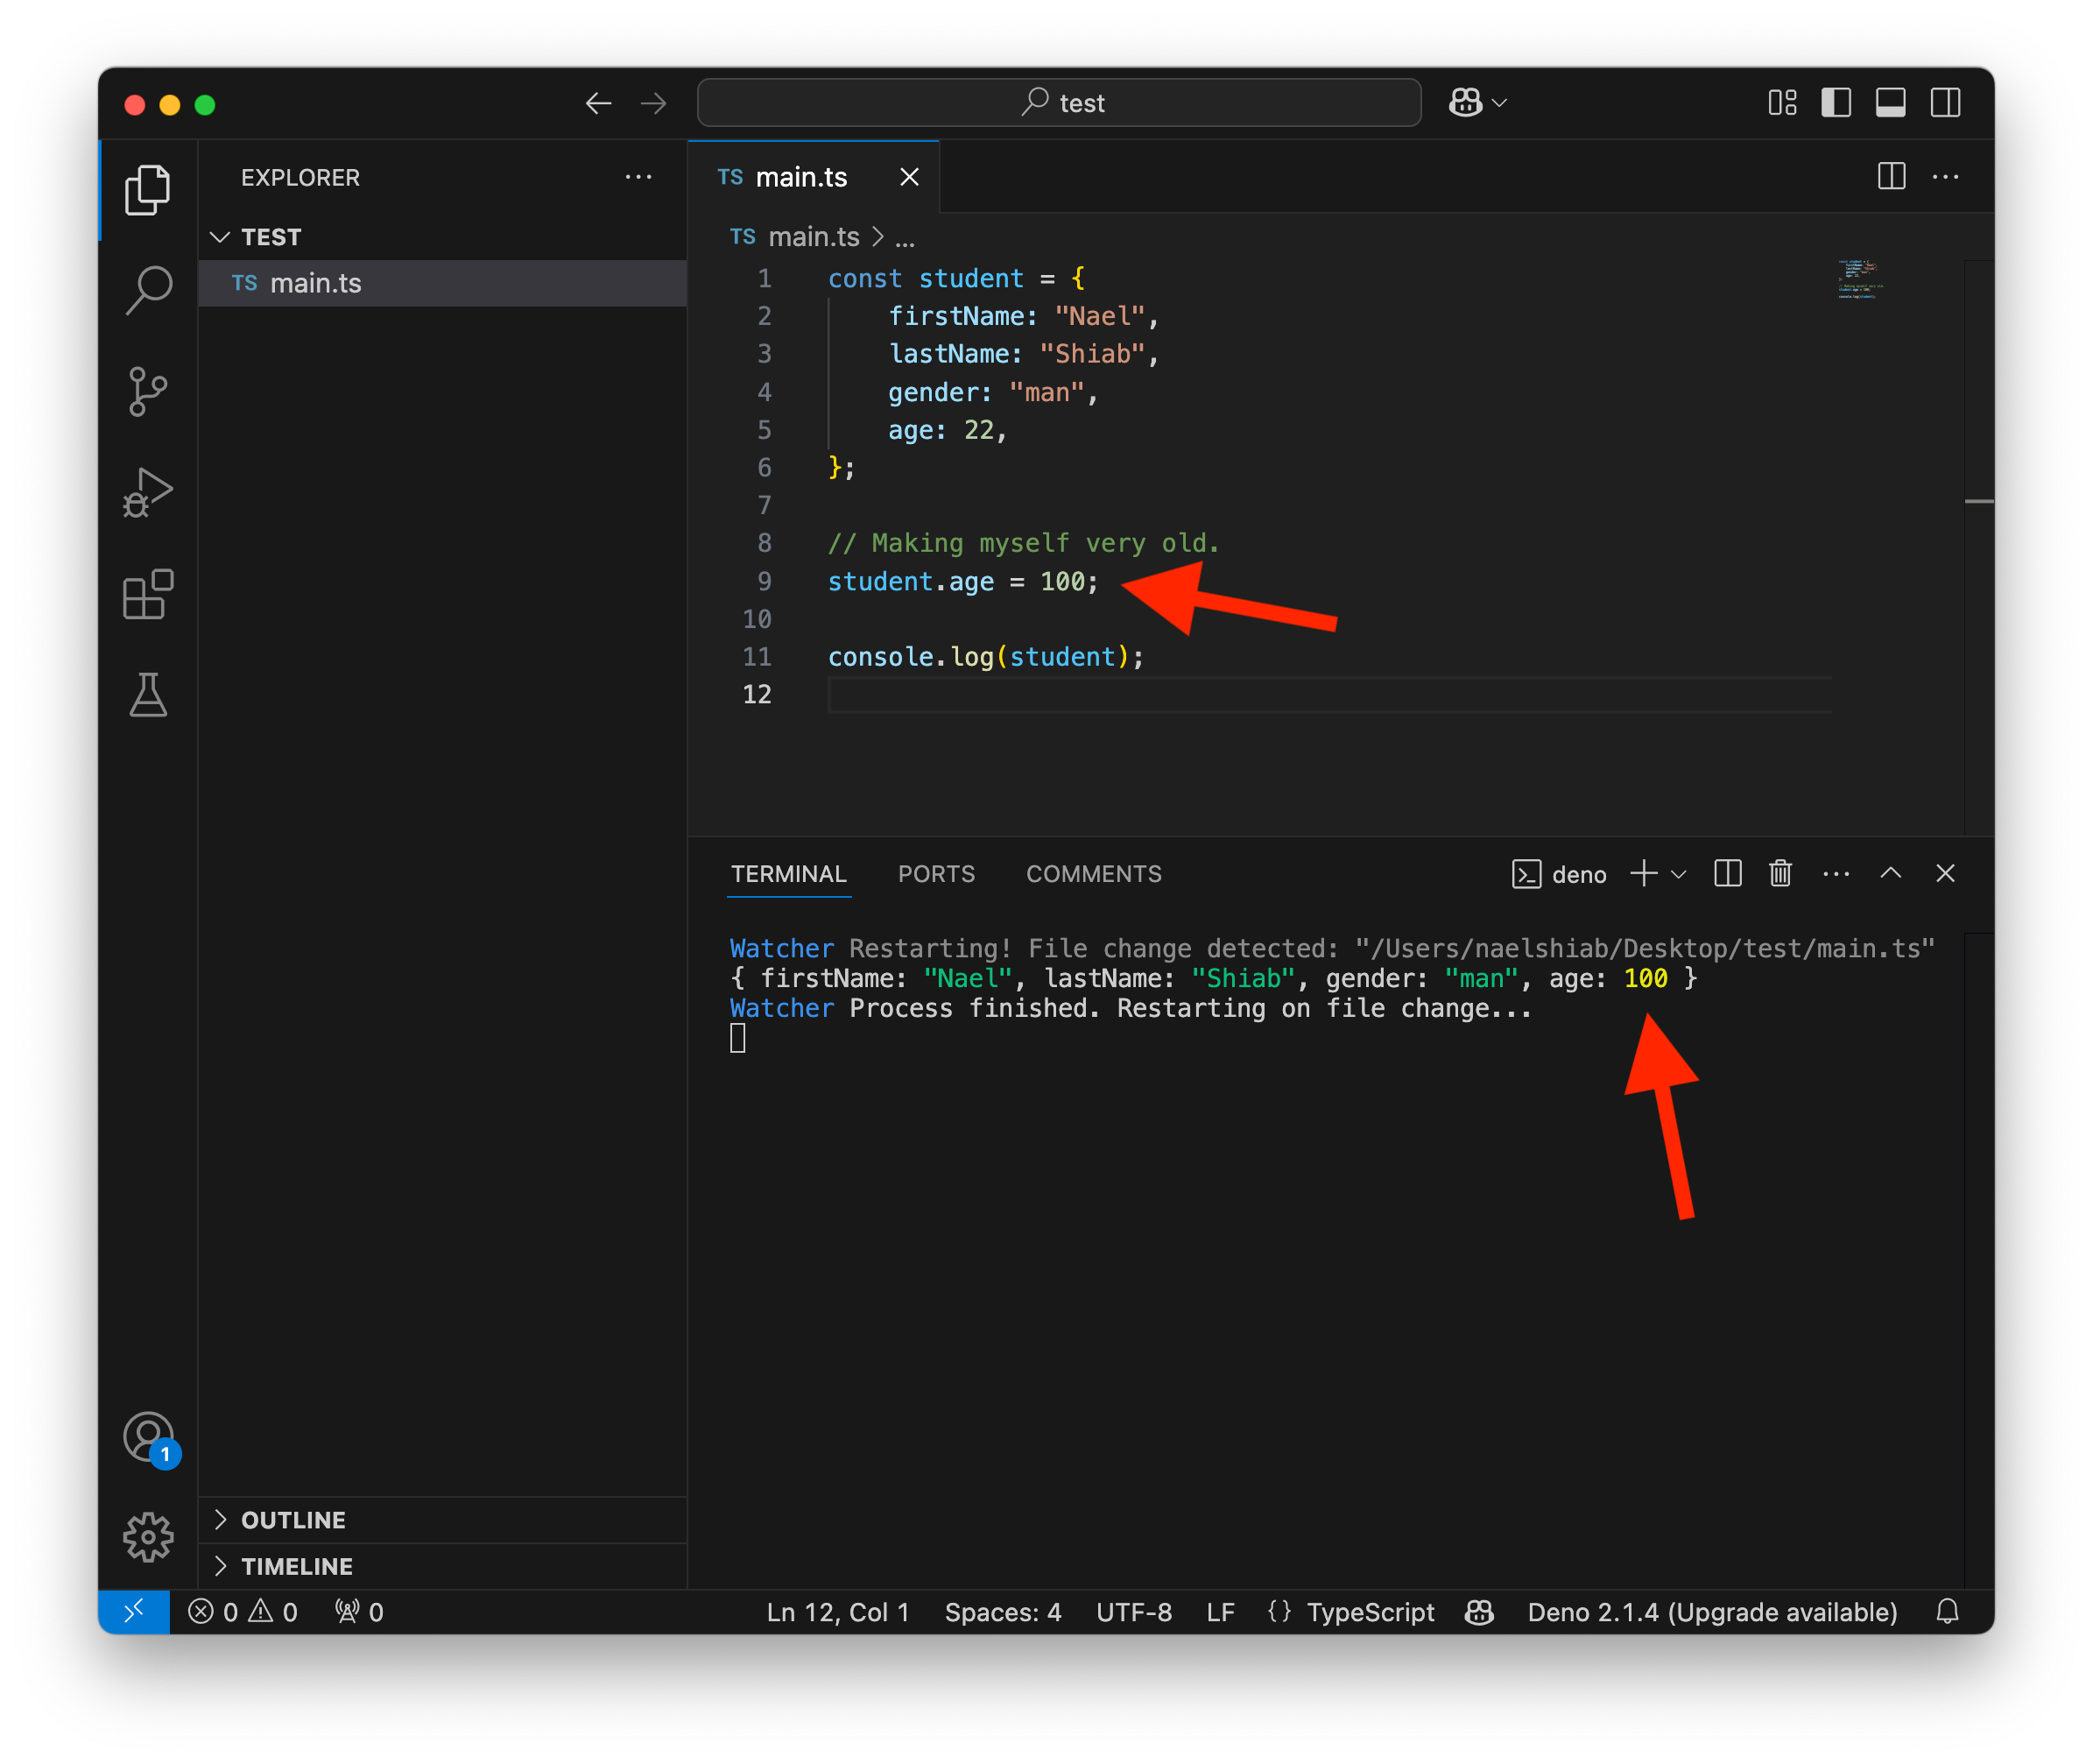 test
EXPLORER
TEST
TS main.ts
TS main.ts
TS main.ts > ...
1 const student = {
2 firstName: "Nael",
3 lastName: "Shiab",
4 gender: "man",
5 age: 22,
6 };
7
8 // Making myself very old.
9 student.age = 100;
10
11 console.log(student);
12
TERMINAL PORTS COMMENTS deno
Watcher Restarting! File change detected: "/Users/naelshiab/Desktop/test/main.ts"
{ firstName: "Nael", lastName: "Shiab", gender: "man", age: 100 }
Watcher Process finished. Restarting on file change...
1
OUTLINE
TIMELINE
0 0 0 Ln 12, Col 1 Spaces: 4 UTF-8 LF {} TypeScript Deno 2.1.4 (Upgrade available)